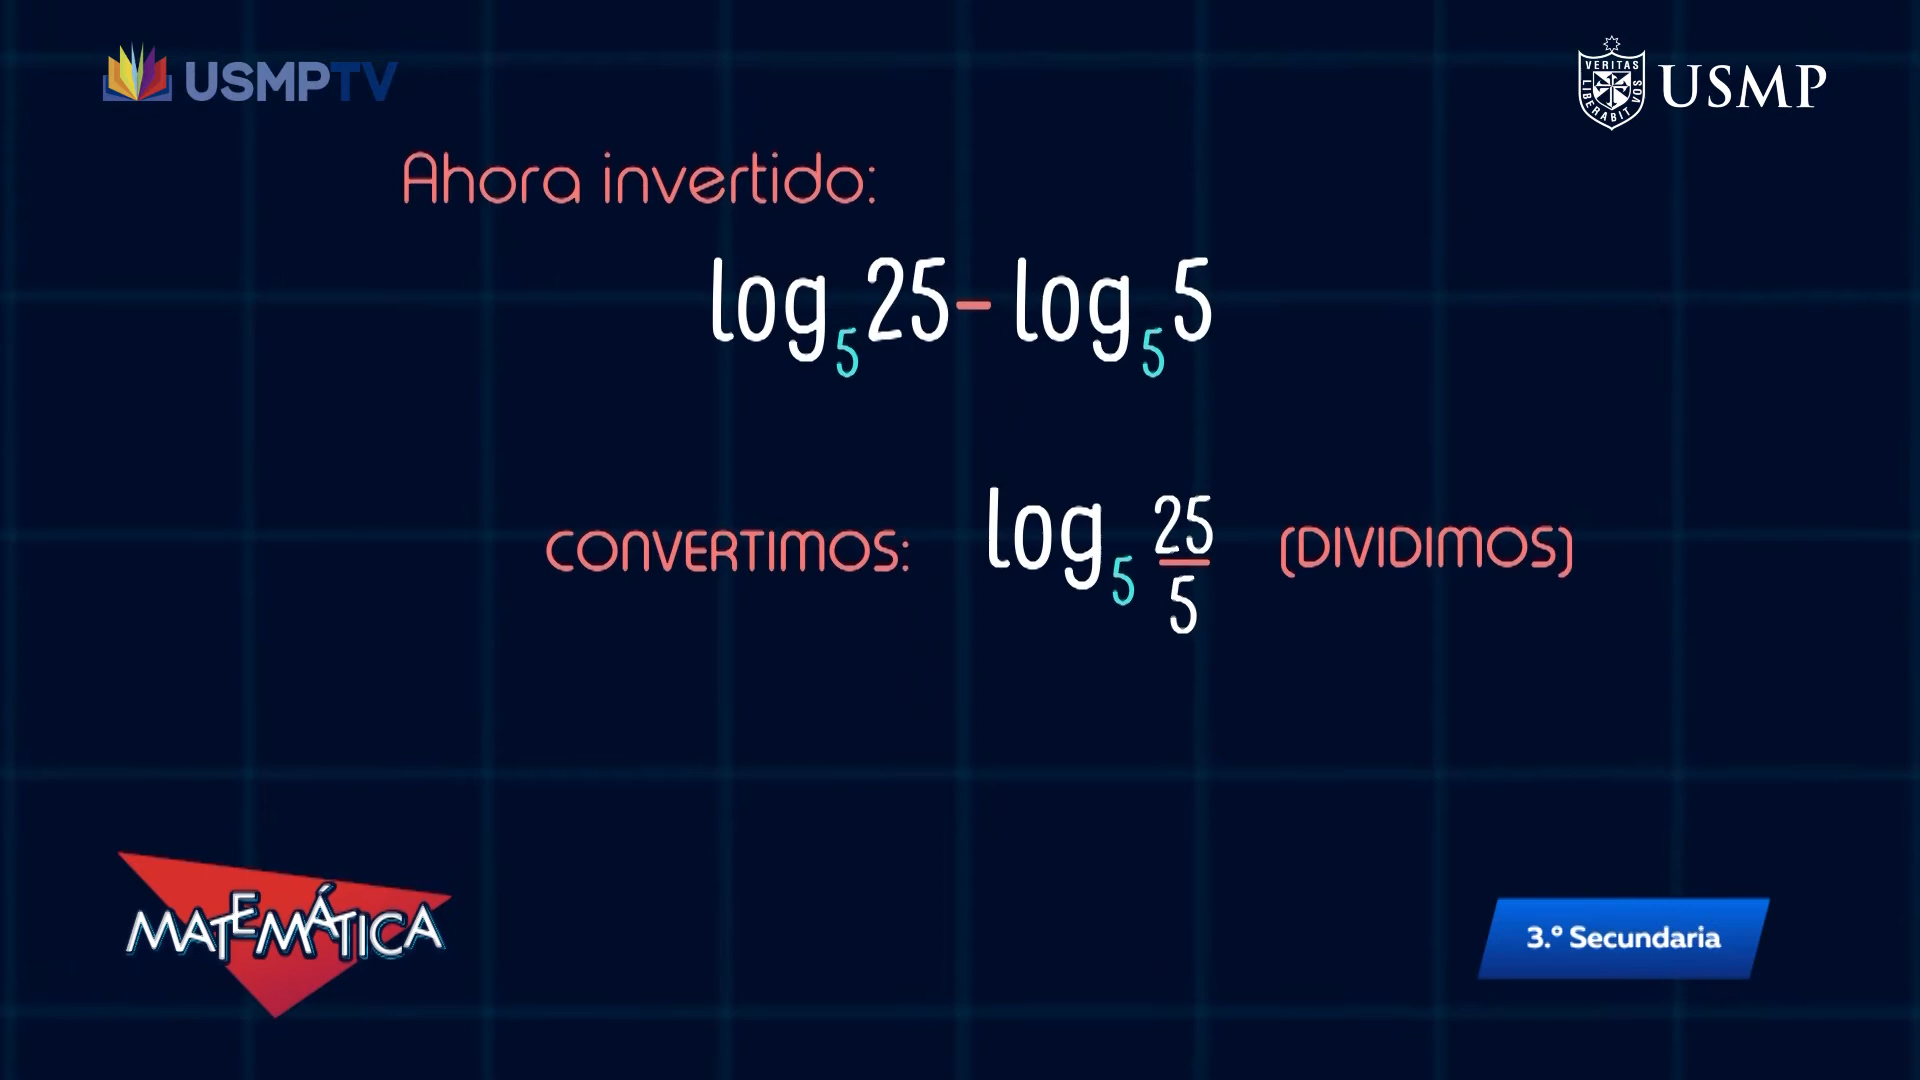 USMPTV
VERITAS
LIBERABIT VOS
USMP
Ahora invertido:
log₅25 - log₅5
CONVERTIMOS: log₅ 25/5 (DIVIDIMOS)
MATEMÁTICA
3.º Secundaria